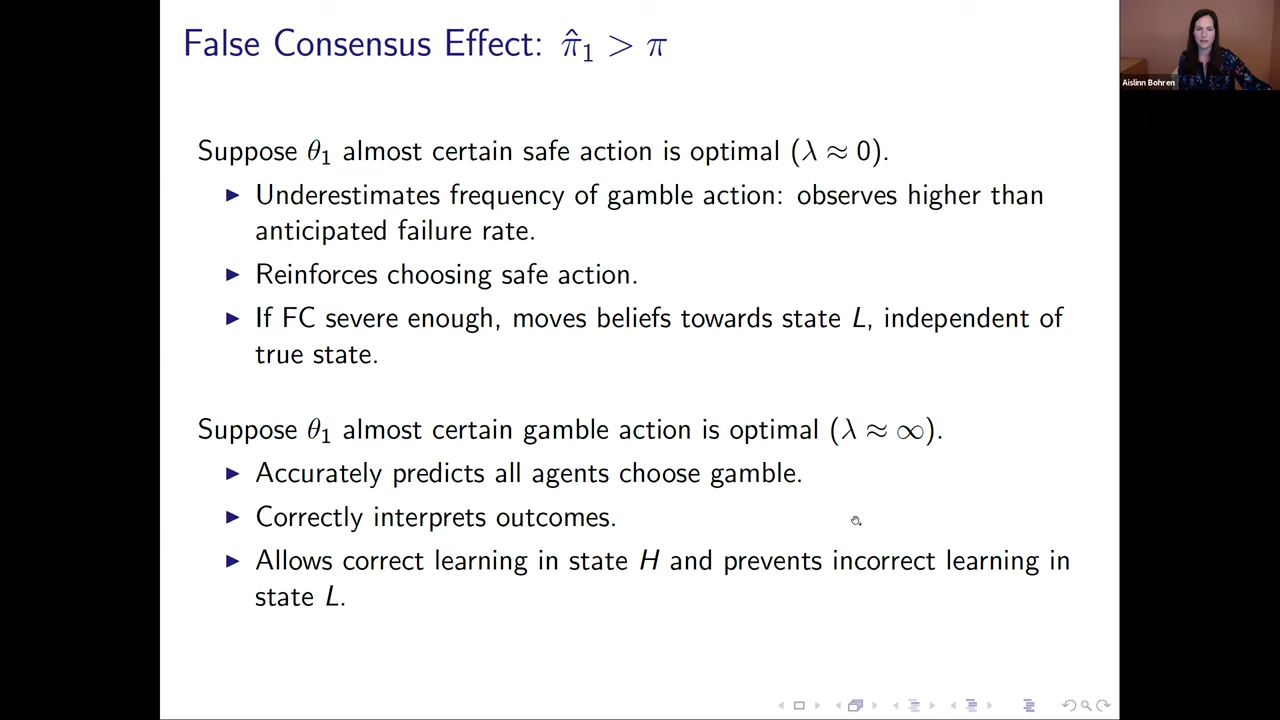 False Consensus Effect: π̂₁ > π
Aislinn Bohren
Suppose θ₁ almost certain safe action is optimal (λ ≈ 0).
▶ Underestimates frequency of gamble action: observes higher than
anticipated failure rate.
▶ Reinforces choosing safe action.
▶ If FC severe enough, moves beliefs towards state L, independent of
true state.
Suppose θ₁ almost certain gamble action is optimal (λ ≈ ∞).
▶ Accurately predicts all agents choose gamble.
▶ Correctly interprets outcomes.
▶ Allows correct learning in state H and prevents incorrect learning in
state L.